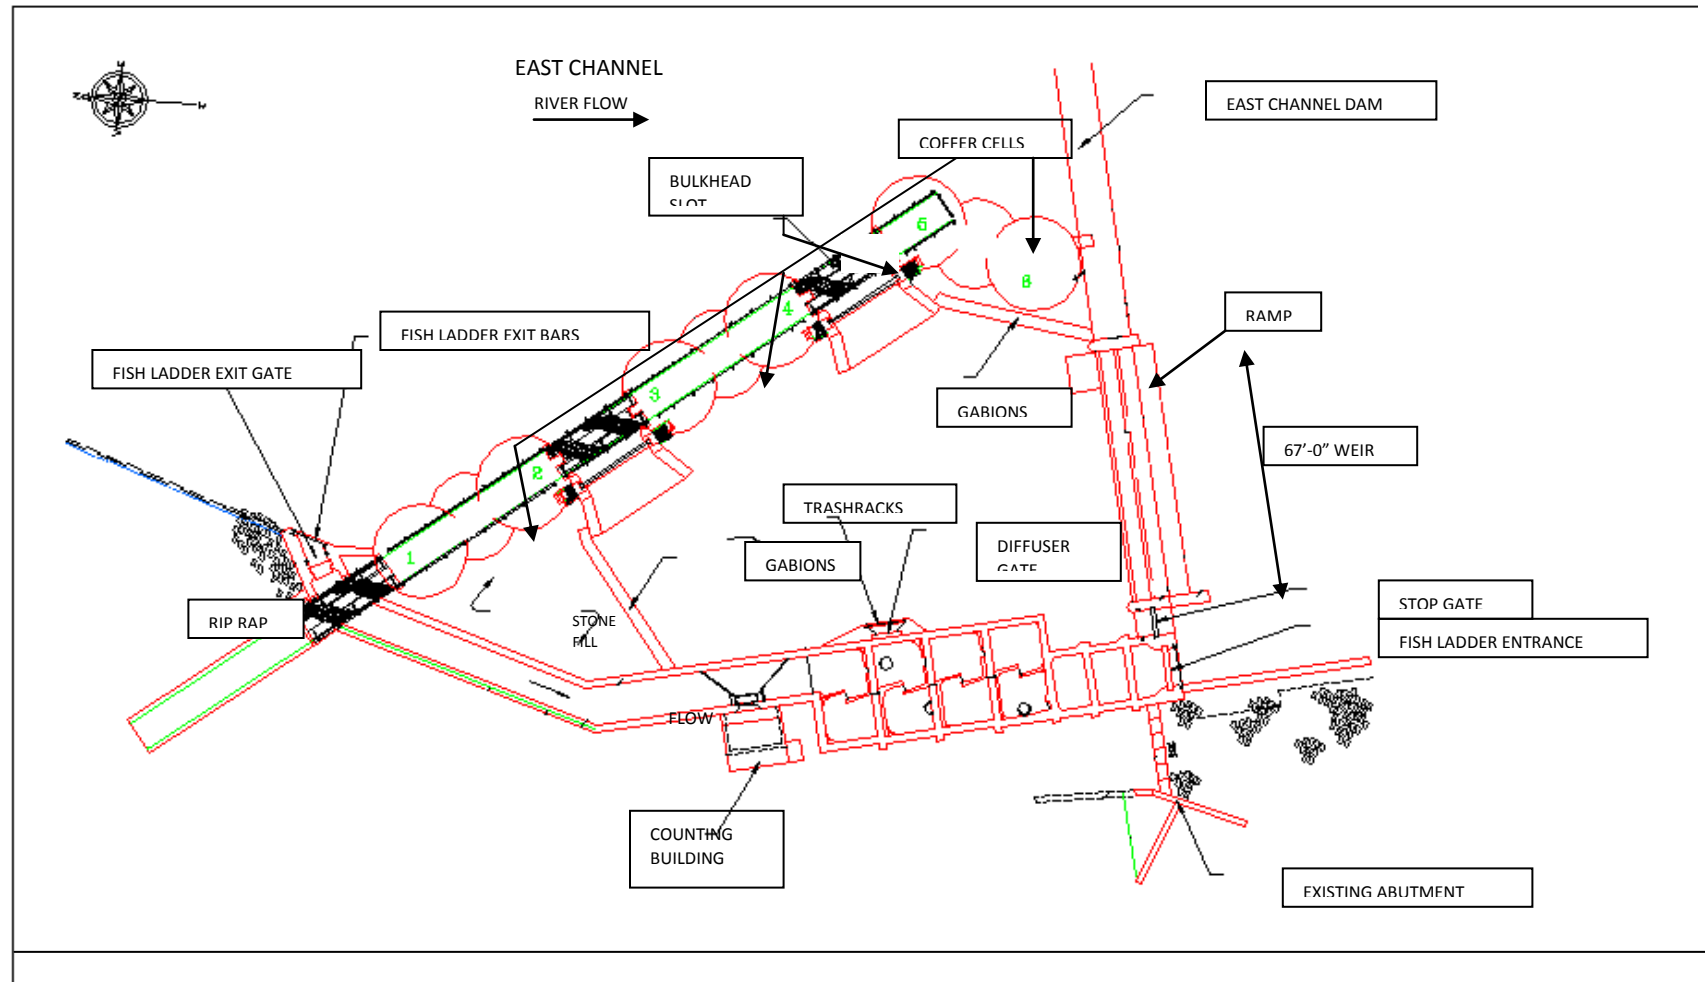 EAST CHANNEL
RIVER FLOW
EAST CHANNEL DAM
COFFER CELLS
BULKHEAD
SLOT
5
6
4
RAMP
FISH LADDER EXIT BARS
FISH LADDER EXIT GATE
3
GABIONS
67'-0" WEIR
2
TRASHRACKS
DIFFUSER
GATE
GABIONS
1
STOP GATE
RIP RAP
STONE
FILL
FISH LADDER ENTRANCE
FLOW
COUNTING
BUILDING
EXISTING ABUTMENT